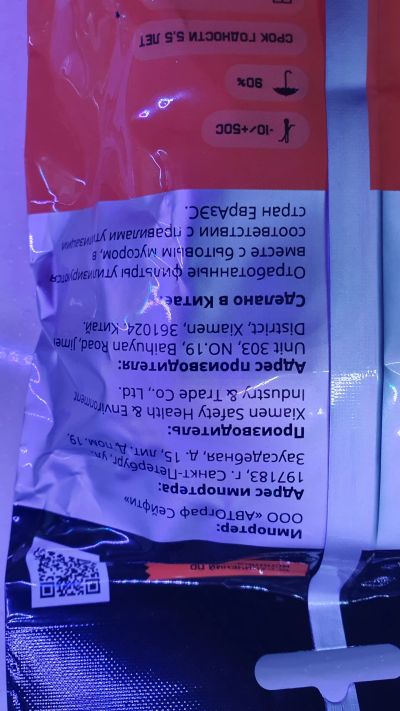 Импортер:
ООО «АВТОграф Сейфти»
Адрес импортера:
197183, г. Санкт-Петербург, ул.
Заусадебная, д. 15, лит. Д, пом. 19,
Производитель:
Xiamen Safety Health & Environment
Industry & Trade Co., Ltd.
Адрес производителя:
Unit 303, NO.19, Baihuyan Road, Jimei
District, Xiamen, 361024, Китай.
Сделано в Китае
Отработанные фильтры утилизируются
вместе с бытовым мусором, в
соответствии с правилами утилизации
стран ЕврАзЭС.
-10/+50С
90%
СРОК ГОДНОСТИ 5,5 ЛЕТ